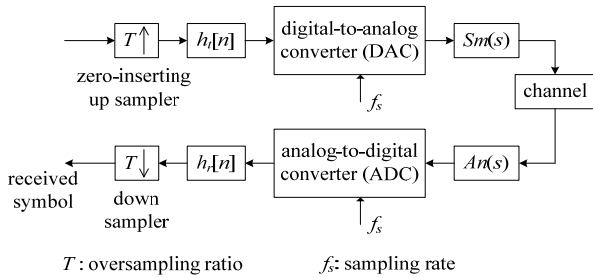 T↑
hr[n]
digital-to-analog
converter (DAC)
Sm(s)
zero-inserting
up sampler
fs
channel
T↓
hr[n]
analog-to-digital
converter (ADC)
An(s)
received
symbol
down
sampler
fs
T : oversampling ratio
fs: sampling rate